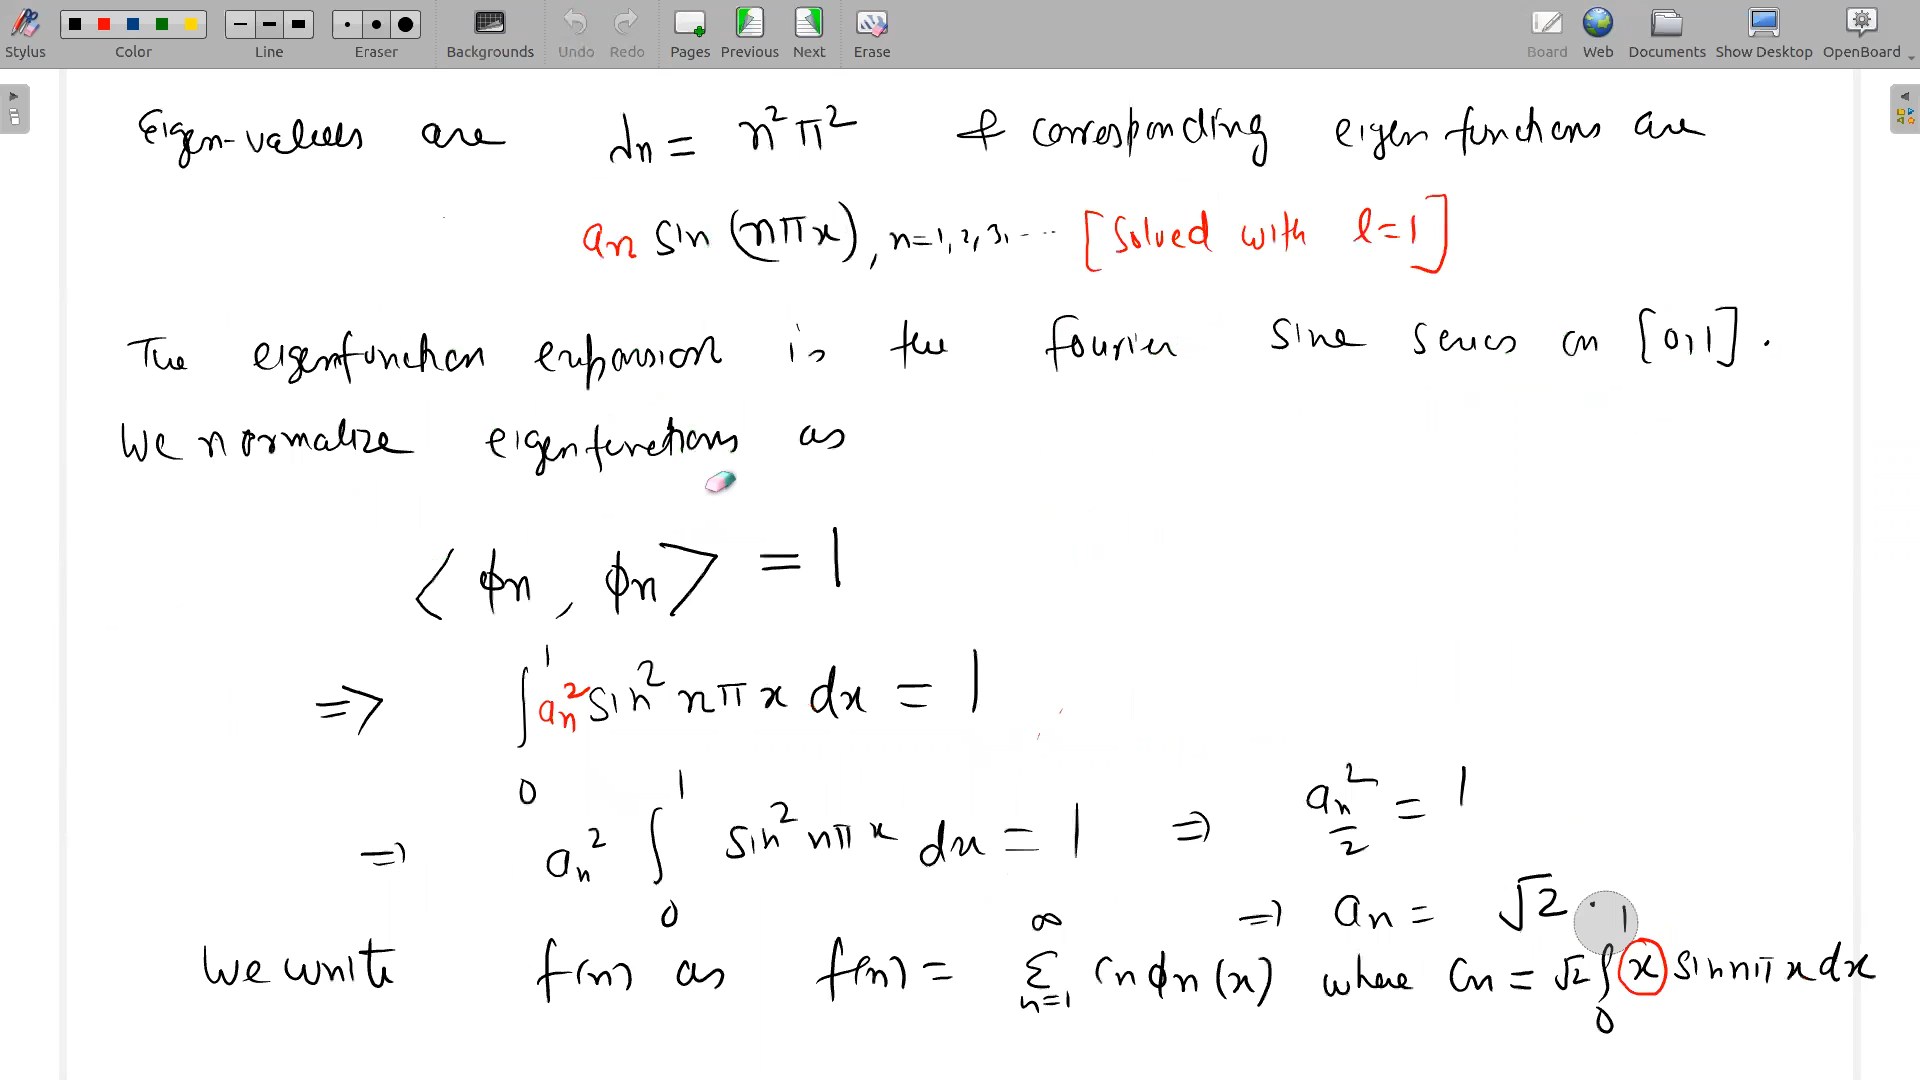 Stylus Color Line Eraser Backgrounds Undo Redo Pages Previous Next Erase Board Web Documents Show Desktop OpenBoard
Eigen-values are λn = n²π² & corresponding eigen functions are
an sin(nπx), n=1, 2, 3, ... [Solved with l=1]
The eigenfunction expansion is the fourier sine series on [0,1].
We normalize eigenfunctions as
⟨ϕn, ϕn⟩ = 1
⇒ ∫₀¹ an² sin² nπx dx = 1
⇒ an² ∫₀¹ sin² nπx dx = 1 ⇒ an²/2 = 1
⇒ an = √2.
We write f(x) as f(x) = Σ_{n=1}^{∞} cn ϕn(x) where cn = √2 ∫₀¹ x sin nπx dx